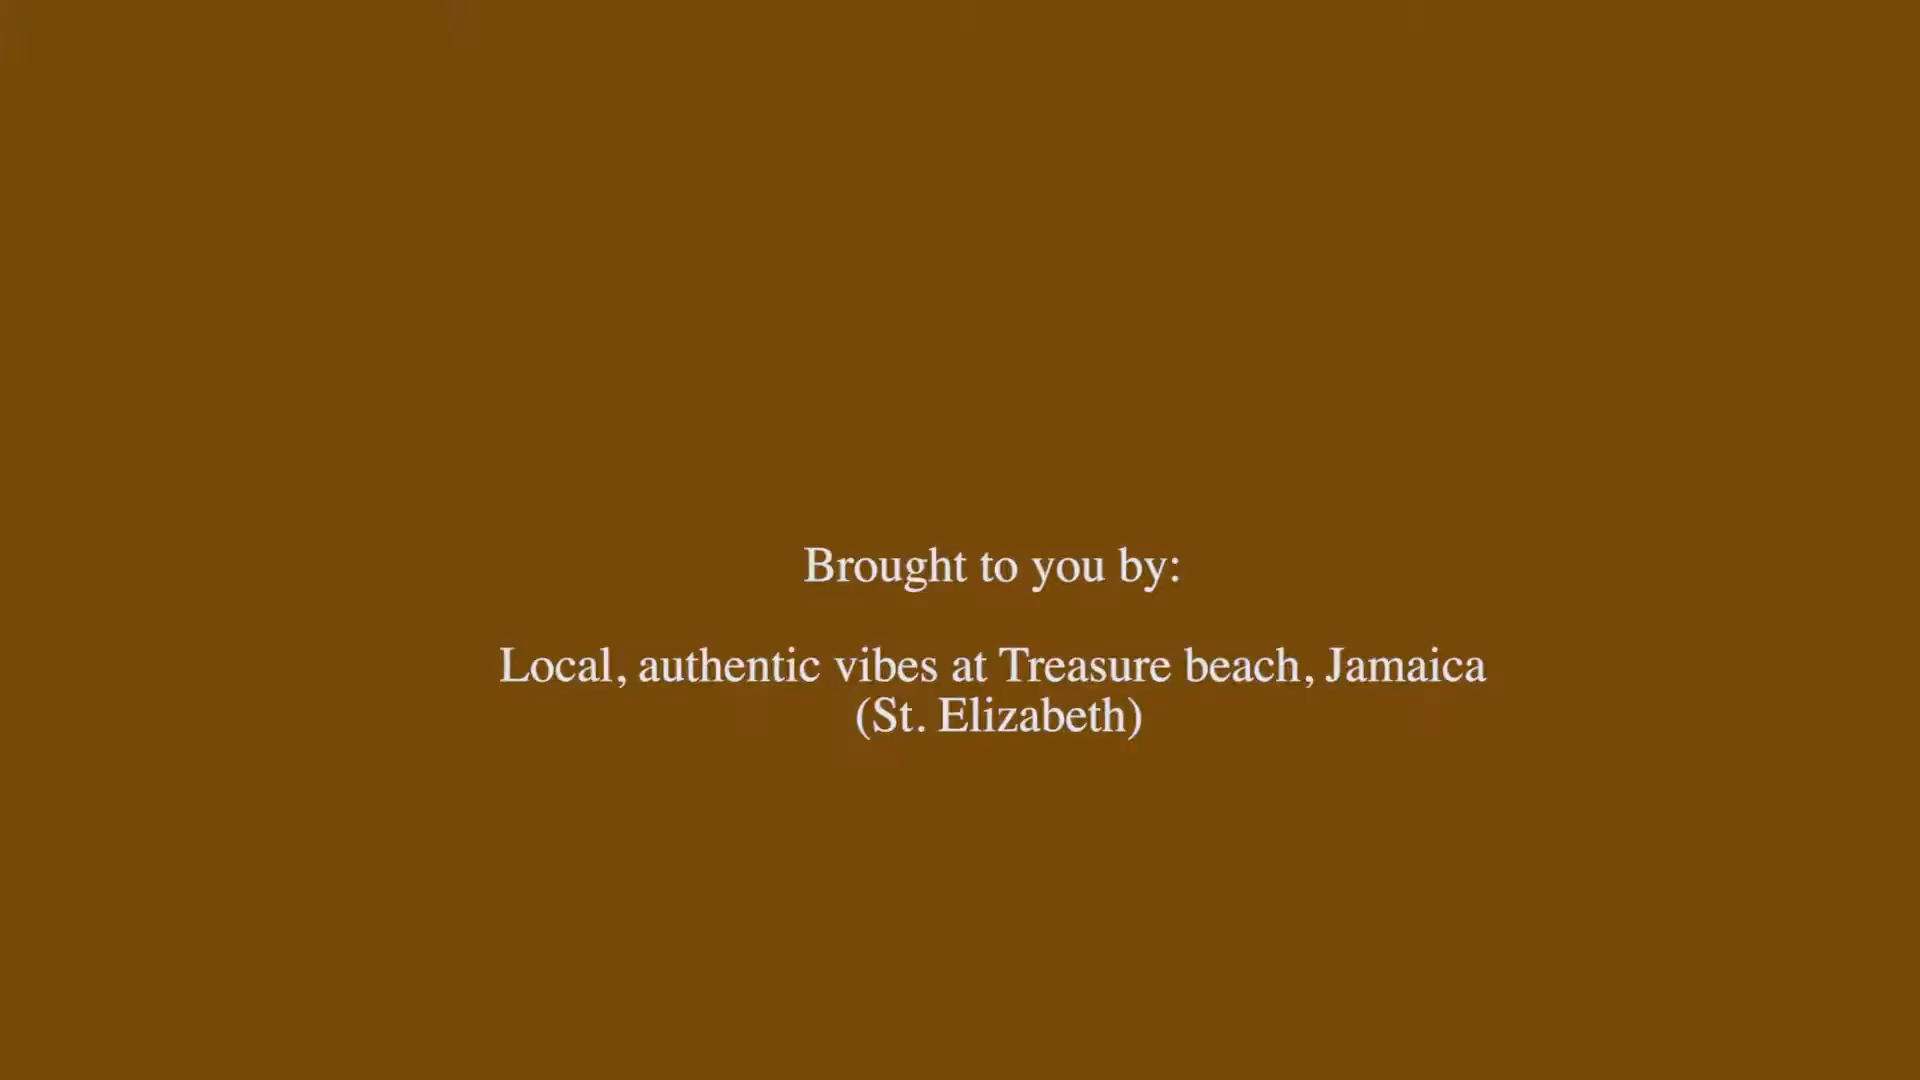 Brought to you by:
Local, authentic vibes at Treasure beach, Jamaica
(St. Elizabeth)